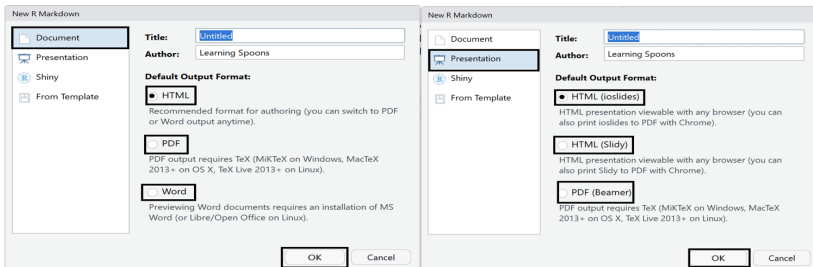 New R Markdown
Document
Presentation
Shiny
From Template
Title: Untitled
Author: Learning Spoons
Default Output Format:
HTML
Recommended format for authoring (you can switch to PDF
or Word output anytime).
PDF
PDF output requires TeX (MiKTeX on Windows, MacTeX
2013+ on OS X, TeX Live 2013+ on Linux).
Word
Previewing Word documents requires an installation of MS
Word (or Libre/Open Office on Linux).
OK Cancel
New R Markdown
Document
Presentation
Shiny
From Template
Title: Untitled
Author: Learning Spoons
Default Output Format:
HTML (ioslides)
HTML presentation viewable with any browser (you can
also print ioslides to PDF with Chrome).
HTML (Slidy)
HTML presentation viewable with any browser (you can
also print Slidy to PDF with Chrome).
PDF (Beamer)
PDF output requires TeX (MiKTeX on Windows, MacTeX
2013+ on OS X, TeX Live 2013+ on Linux).
OK Cancel